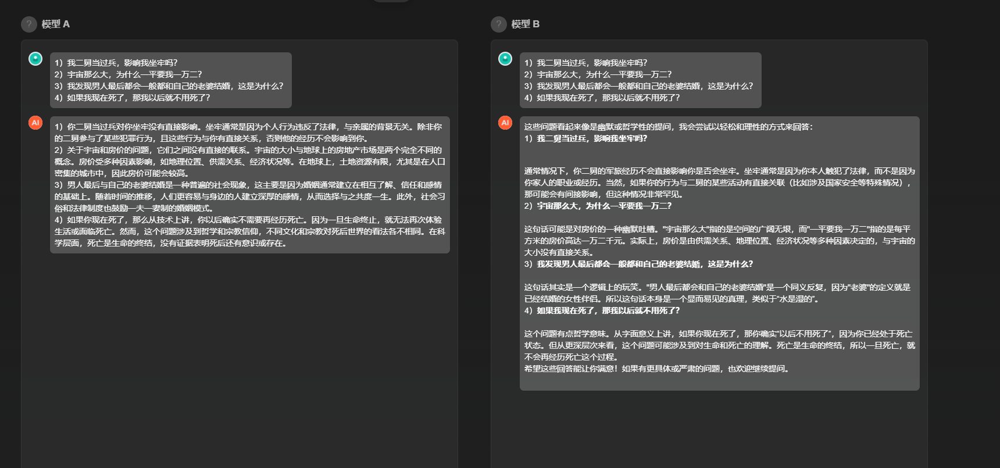 ? 模型 A
1）我二舅当过兵，影响我坐牢吗？
2）宇宙那么大，为什么一平要我一万二？
3）我发现男人最后都会一般都和自己的老婆结婚，这是为什么？
4）如果我现在死了，那我以后就不用死了？
AI
1）你二舅当过兵对你坐牢没有直接影响。坐牢通常是因为个人行为违反了法律，与亲属的背景无关。除非你
的二舅参与了某些犯罪行为，且这些行为与你有直接关系，否则他的经历不会影响到你。
2）关于宇宙和房价的问题，它们之间没有直接的联系。宇宙的大小与地球上的房地产市场是两个完全不同的
概念。房价受多种因素影响，如地理位置、供需关系、经济状况等。在地球上，土地资源有限，尤其是在人口
密集的城市中，因此房价可能会较高。
3）男人最后与自己的老婆结婚是一种普遍的社会现象，这主要是因为婚姻通常建立在相互了解、信任和感情
的基础上。随着时间的推移，人们更容易与身边的人建立深厚的感情，从而选择与之共度一生。此外，社会习
俗和法律制度也鼓励一夫一妻制的婚姻模式。
4）如果你现在死了，那么从技术上讲，你以后确实不需要再经历死亡。因为一旦生命终止，就无法再次体验
生活或面临死亡。然而，这个问题涉及到哲学和宗教信仰，不同文化和宗教对死后世界的看法各不相同。在科
学层面，死亡是生命的终结，没有证据表明死后还有意识或存在。
? 模型 B
1）我二舅当过兵，影响我坐牢吗？
2）宇宙那么大，为什么一平要我一万二？
3）我发现男人最后都会一般都和自己的老婆结婚，这是为什么？
4）如果我现在死了，那我以后就不用死了？
AI
这些问题看起来像是幽默或哲学性的提问，我会尝试以轻松和理性的方式来回答：
1）我二舅当过兵，影响我坐牢吗？
通常情况下，你二舅的军旅经历不会直接影响你是否会坐牢。坐牢通常是因为你本人触犯了法律，而不是因为
你家人的职业或经历。当然，如果你的行为与二舅的某些活动有直接关联（比如涉及国家安全等特殊情况），
那可能会有间接影响，但这种情况非常罕见。
2）宇宙那么大，为什么一平要我一万二？
这句话可能是对房价的一种幽默吐槽。"宇宙那么大"指的是空间的广阔无垠，而"一平要我一万二"指的是每平
方米的房价高达一万二千元。实际上，房价是由供需关系、地理位置、经济状况等多种因素决定的，与宇宙的
大小没有直接关系。
3）我发现男人最后都会一般都和自己的老婆结婚，这是为什么？
这句话其实是一个逻辑上的玩笑。"男人最后都会和自己的老婆结婚"是一个同义反复，因为"老婆"的定义就是
已经结婚的女性伴侣。所以这句话本身是一个显而易见的真理，类似于“水是湿的”。
4）如果我现在死了，那我以后就不用死了？
这个问题有点哲学意味。从字面意义上讲，如果你现在死了，那你确实“以后不用死了”，因为你已经处于死亡
状态。但从更深层次来看，这个问题可能涉及到对生命和死亡的理解。死亡是生命的终结，所以一旦死亡，就
不会再经历死亡这个过程。
希望这些回答能让你满意！如果有更具体或严肃的问题，也欢迎继续提问。